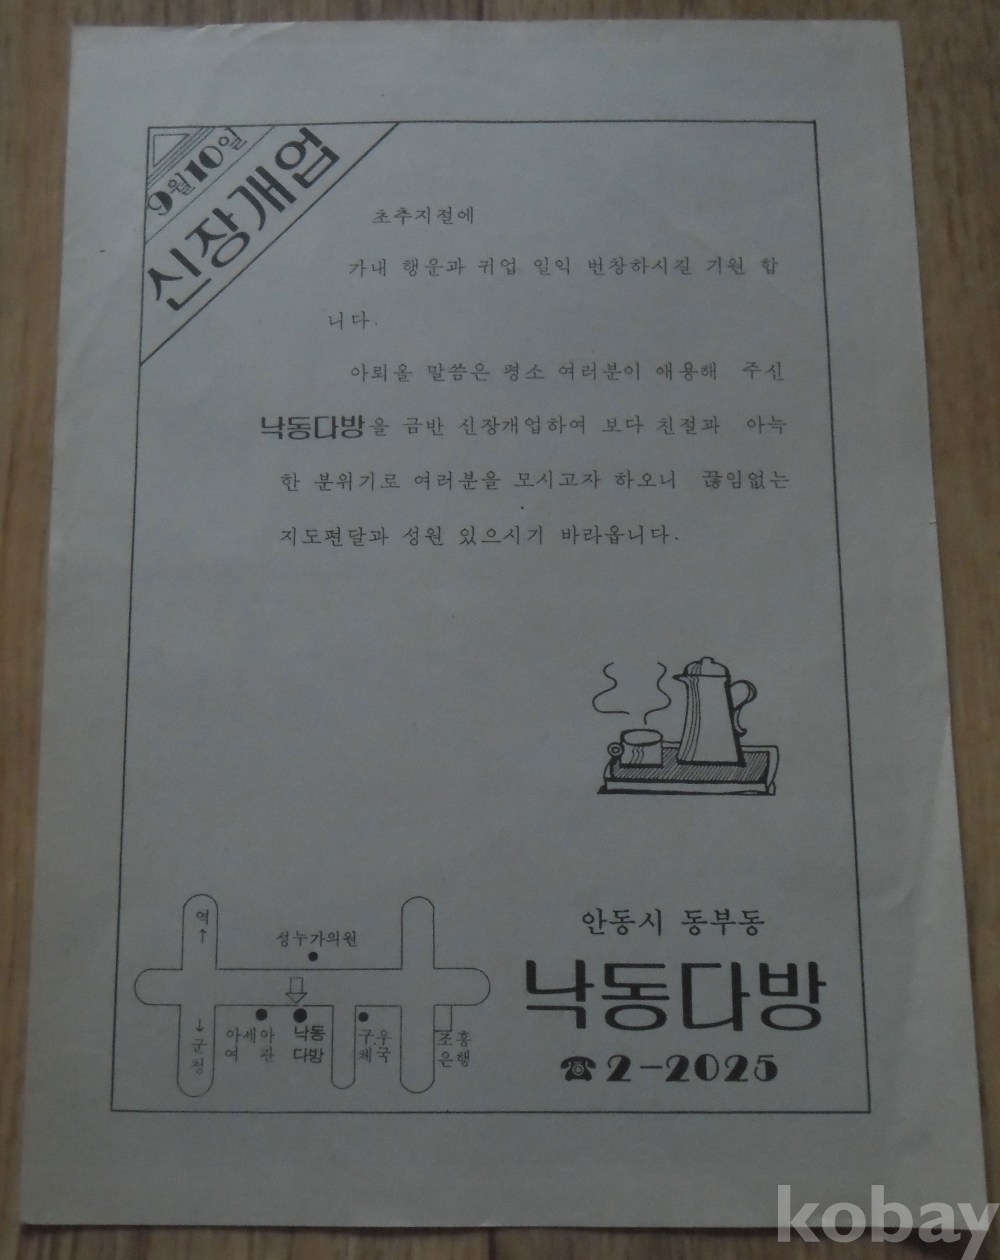 9월10일
신장개업
초추지절에
가내 행운과 귀업 일익 번창하시길 기원 합
니다.
아뢰올 말씀은 평소 여러분이 애용해 주신
낙동다방을 금반 신장개업하여 보다 친절과 아늑
한 분위기로 여러분을 모시고자 하오니 끊임없는
지도편달과 성원 있으시기 바라옵니다.
안동시 동부동
낙동다방
☎2-2025
역
↑
성누가의원
↓
군청
아세아
여관
낙동
다방
구우
체국
조흥
은행
kobay